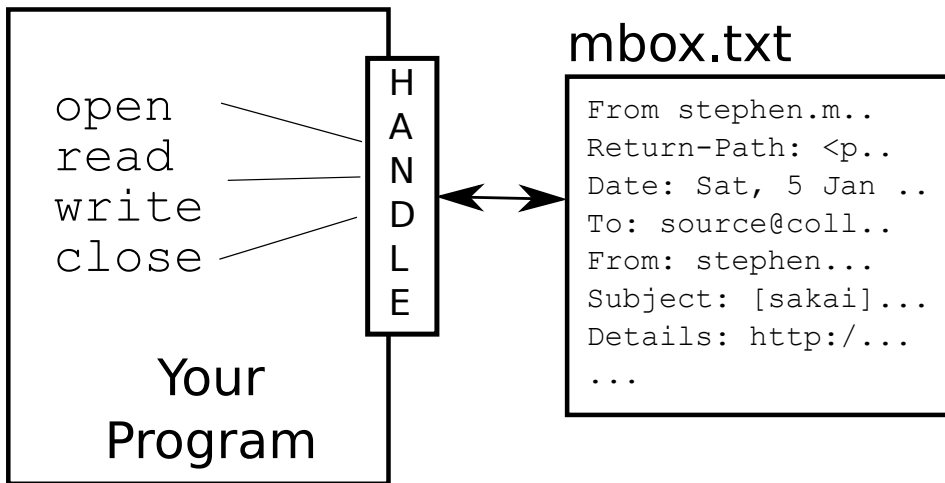 open
read
write
close
Your
Program
H
A
N
D
L
E
mbox.txt
From stephen.m..
Return-Path: <p..
Date: Sat, 5 Jan ..
To: source@coll..
From: stephen...
Subject: [sakai]...
Details: http:/...
...